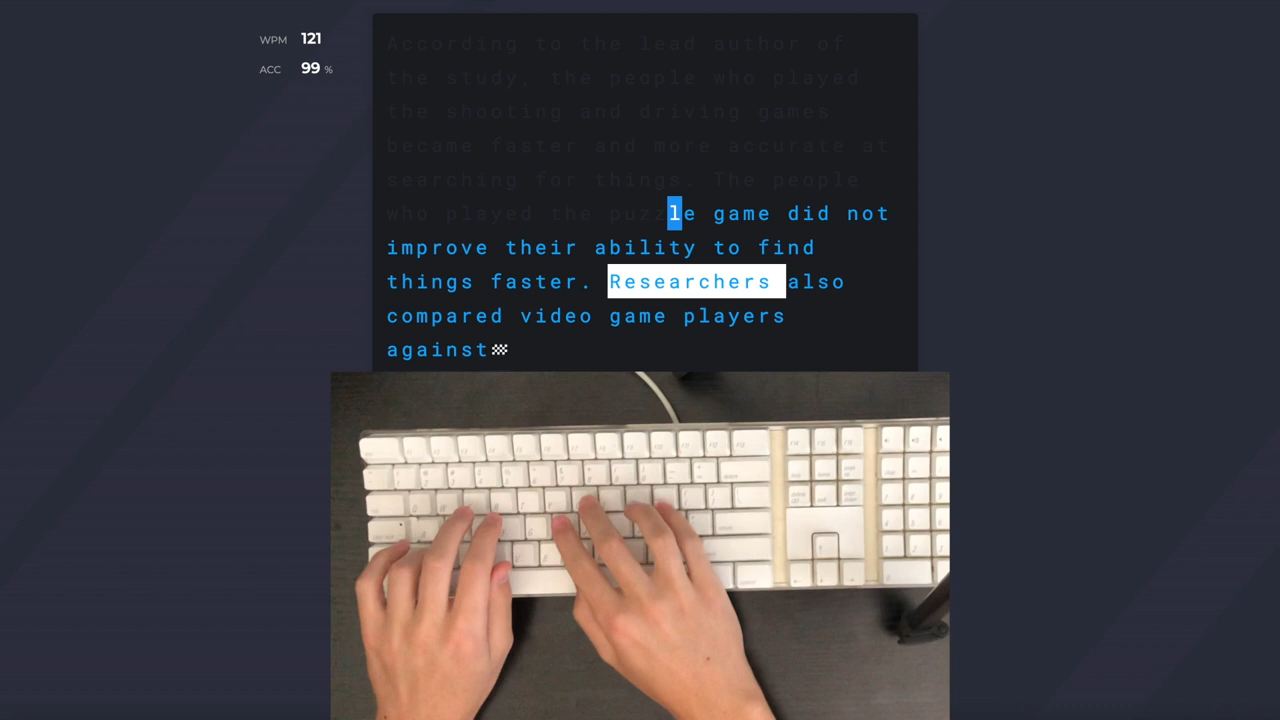 WPM 121
ACC 99 %
According to the lead author of
the study, the people who played
the shooting and driving games
became faster and more accurate at
searching for things. The people
who played the puzzle game did not
improve their ability to find
things faster. Researchers also
compared video game players
against